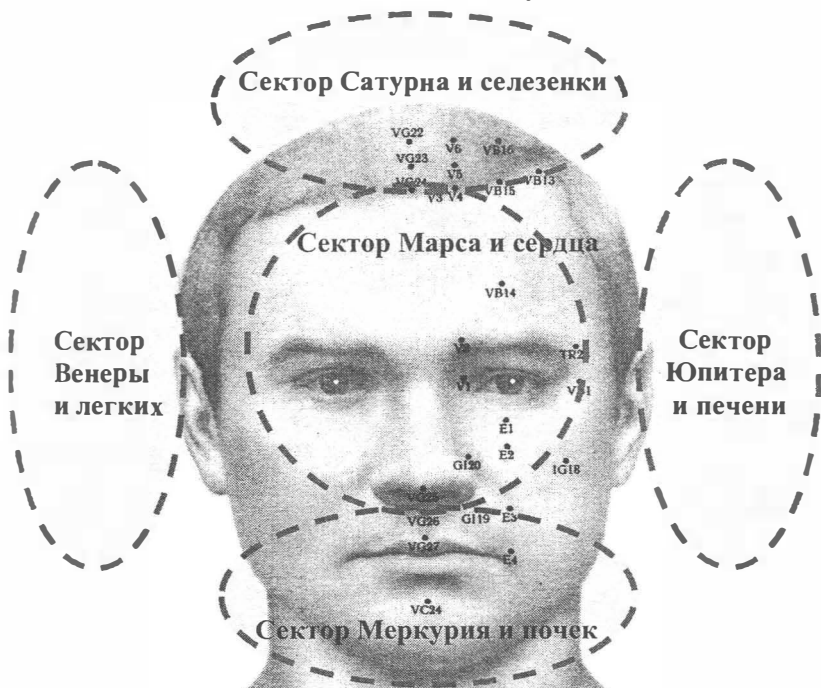 Сектор Сатурна и селезенки
VG22 V6 VB16
VG23 V5 VB13
VG24 V3 V4 VB15
Сектор Марса и сердца
VB14
Сектор
Венеры
и легких
Сектор
Юпитера
и печени
V2
V1
E1
E2
GI20 IG18
VG25
VG26 GI19 E3
VG27 E4
VC24
Сектор Меркурия и почек